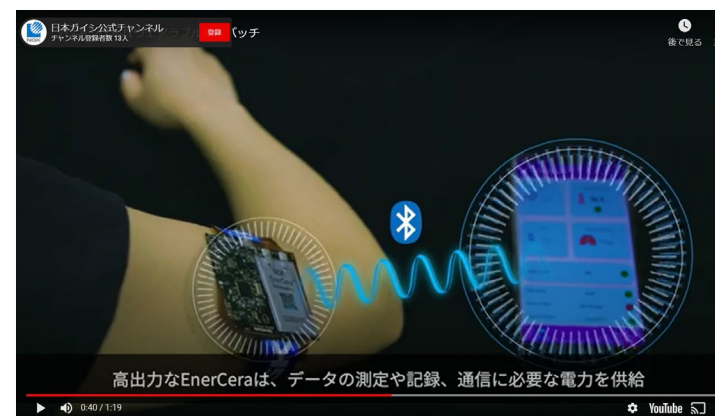 日本ガイシ公式チャンネル
チャンネル登録者数 13人
登録
パッチ
後で見る
NGK
EnerCera
高出力なEnerCeraは、データの測定や記録、通信に必要な電力を供給
0:40 / 1:19
YouTube